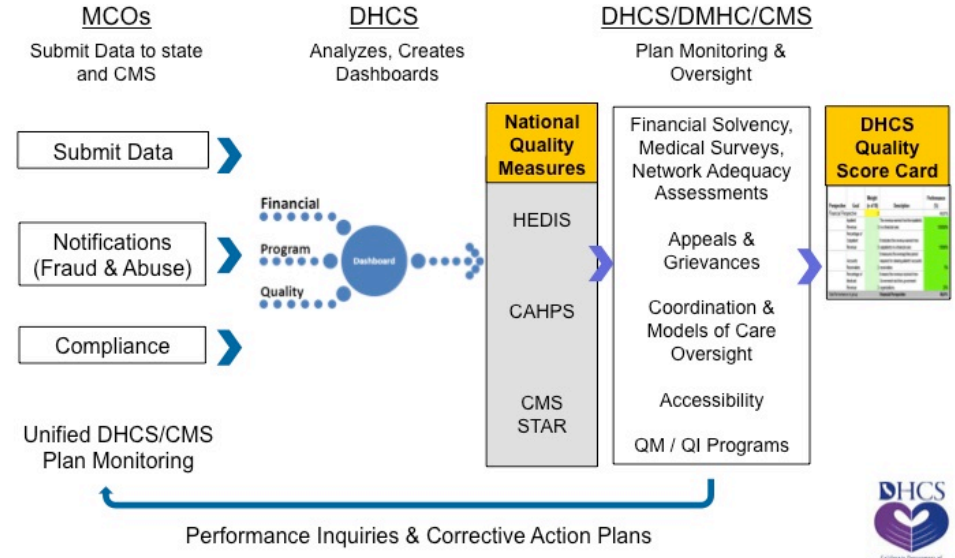 MCOs
Submit Data to state
and CMS
DHCS
Analyzes, Creates
Dashboards
DHCS/DMHC/CMS
Plan Monitoring &
Oversight
Submit Data
Notifications
(Fraud & Abuse)
Compliance
Unified DHCS/CMS
Plan Monitoring
Financial
Program
Quality
Dashboard
National
Quality
Measures
HEDIS
CAHPS
CMS
STAR
Financial Solvency,
Medical Surveys,
Network Adequacy
Assessments
Appeals &
Grievances
Coordination &
Models of Care
Oversight
Accessibility
QM / QI Programs
DHCS
Quality
Score Card
Performance Inquiries & Corrective Action Plans
DHCS